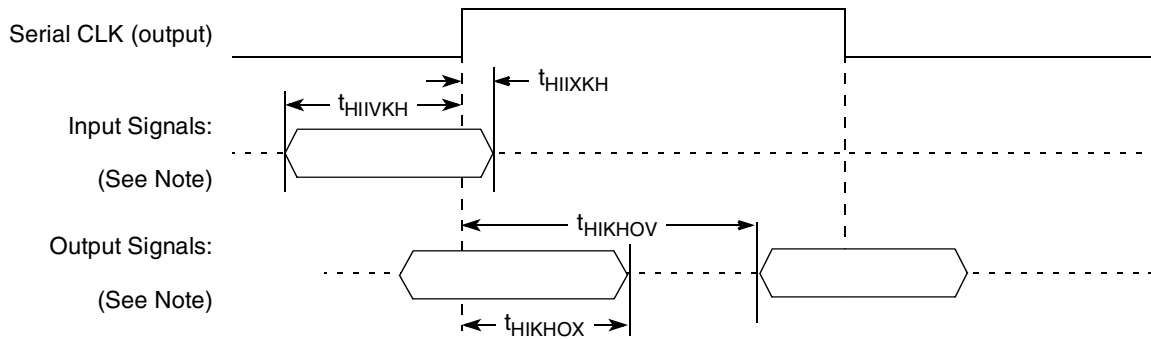 Serial CLK (output)
tHIIXKH
tHIIVKH
Input Signals:
(See Note)
tHIKHOV
Output Signals:
(See Note)
tHIKHOX